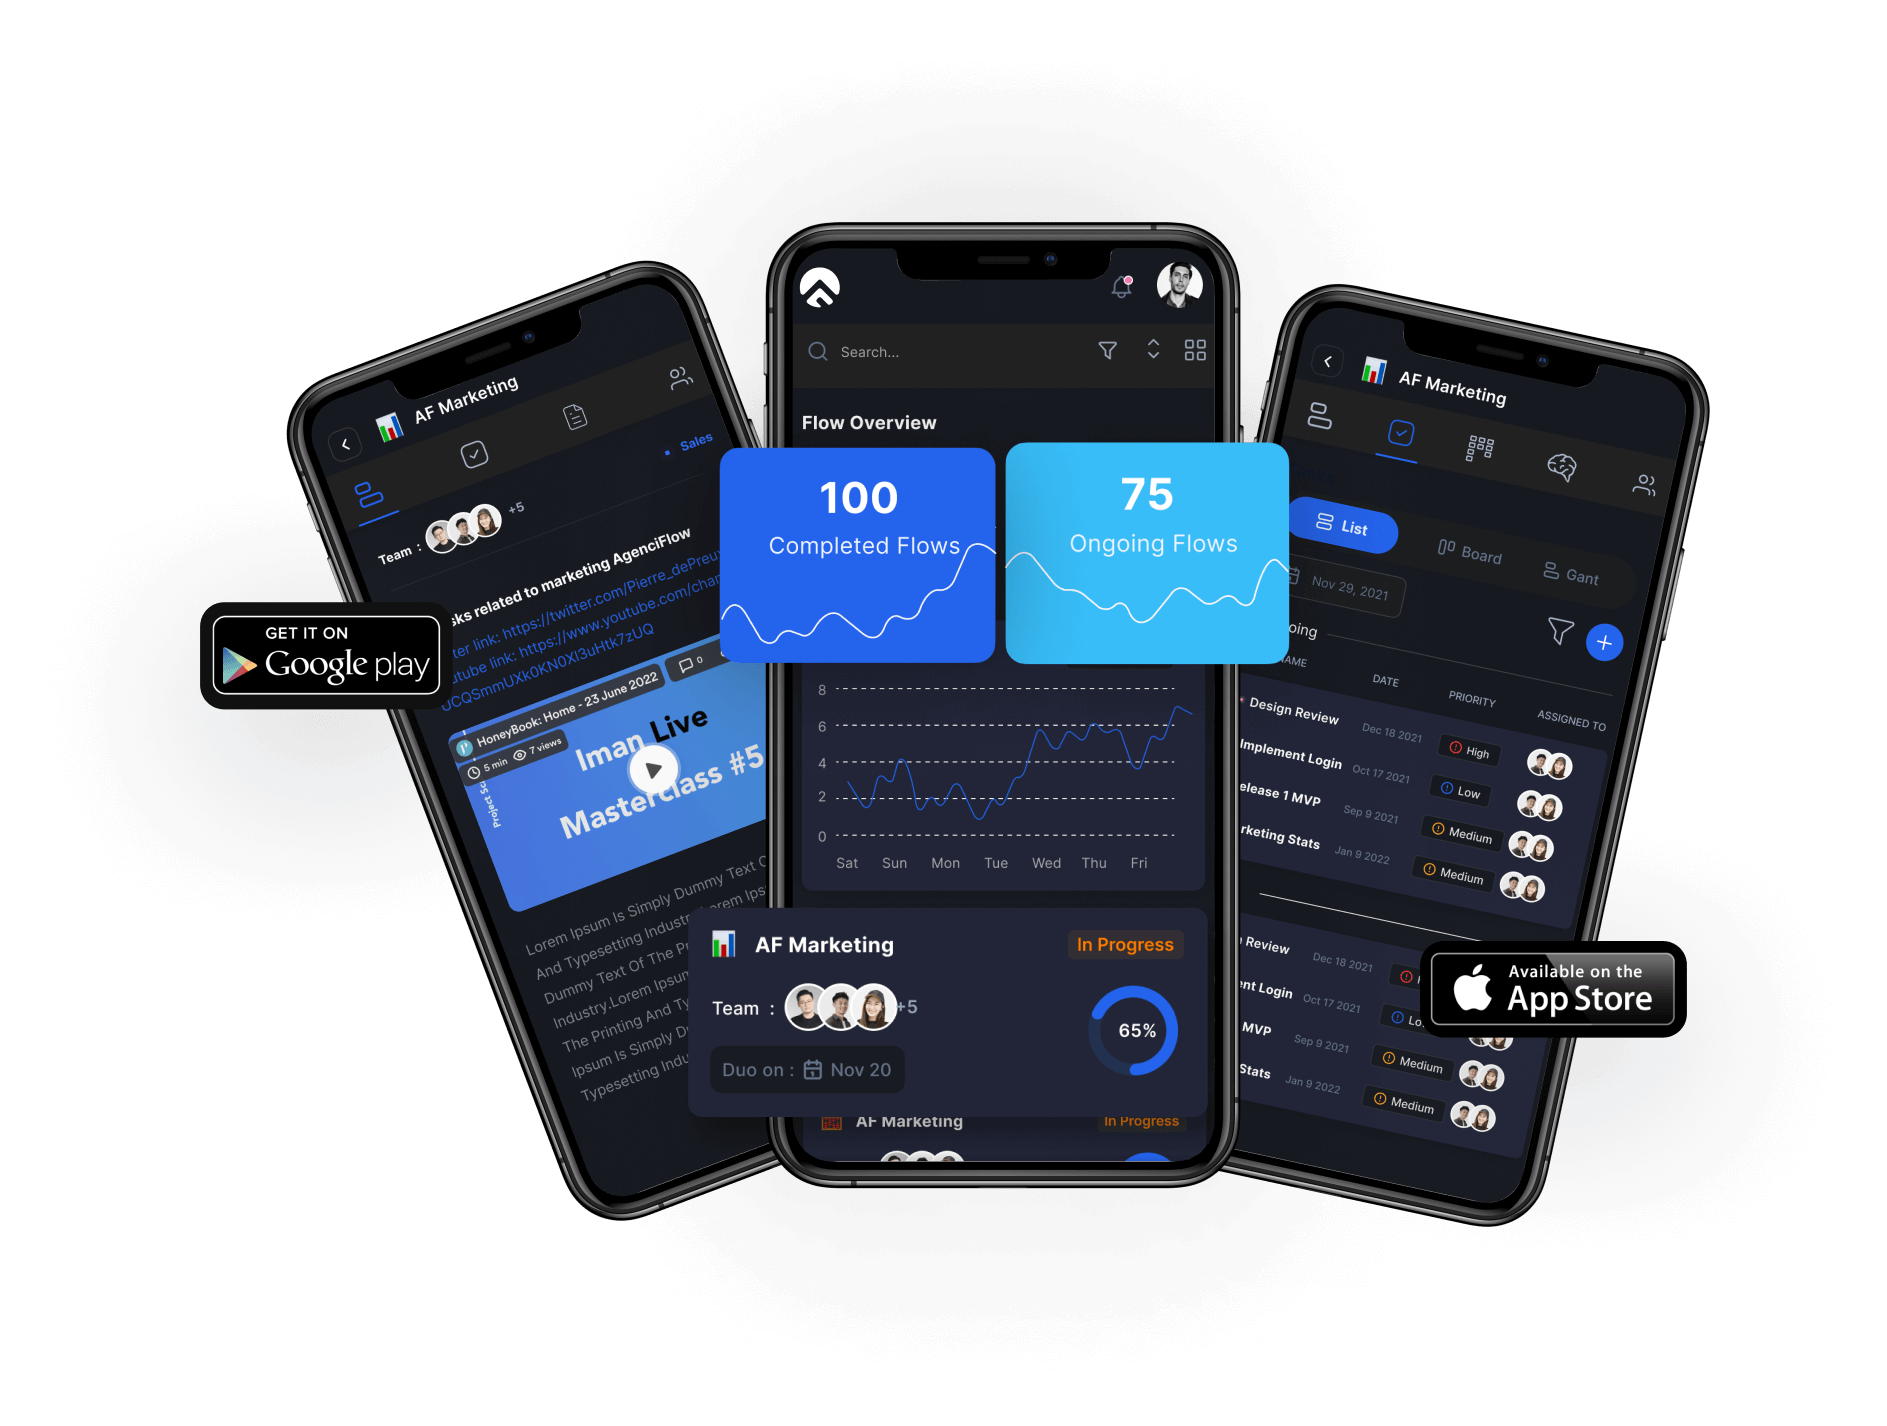 AF Marketing
Sales
Team :
+5
sks related to marketing AgenciFlow
ter link: https://twitter.com/Pierre_dePreux
utube link: https://www.youtube.com/chan
UCQSmmUXk0KN0XI3uHtk7zUQ
HoneyBook: Home - 23 June 2022
0
5 min
7 views
Iman Live
Masterclass #5
Lorem Ipsum Is Simply Dummy Text O
And Typesetting Industr Lorem Ips
Dummy Text Of The Pr
Industry.Lorem Ipsum
The Printing And Ty
Ipsum Is Simply D
Typesetting Indu
GET IT ON
Google play
Search...
Flow Overview
100
Completed Flows
75
Ongoing Flows
8
6
4
2
0
Sat Sun Mon Tue Wed Thu Fri
AF Marketing
In Progress
Team :
+5
65%
Duo on : Nov 20
AF Marketing
In Progress
AF Marketing
List
Board
Gant
Nov 29, 2021
oing
NAME
DATE
PRIORITY
ASSIGNED TO
Design Review Dec 18 2021 High
Implement Login Oct 17 2021 Low
elease 1 MVP Sep 9 2021 Medium
rketing Stats Jan 9 2022 Medium
Review Dec 18 2021
ent Login Oct 17 2021 Lo
MVP Sep 9 2021 Medium
Stats Jan 9 2022 Medium
Available on the
App Store